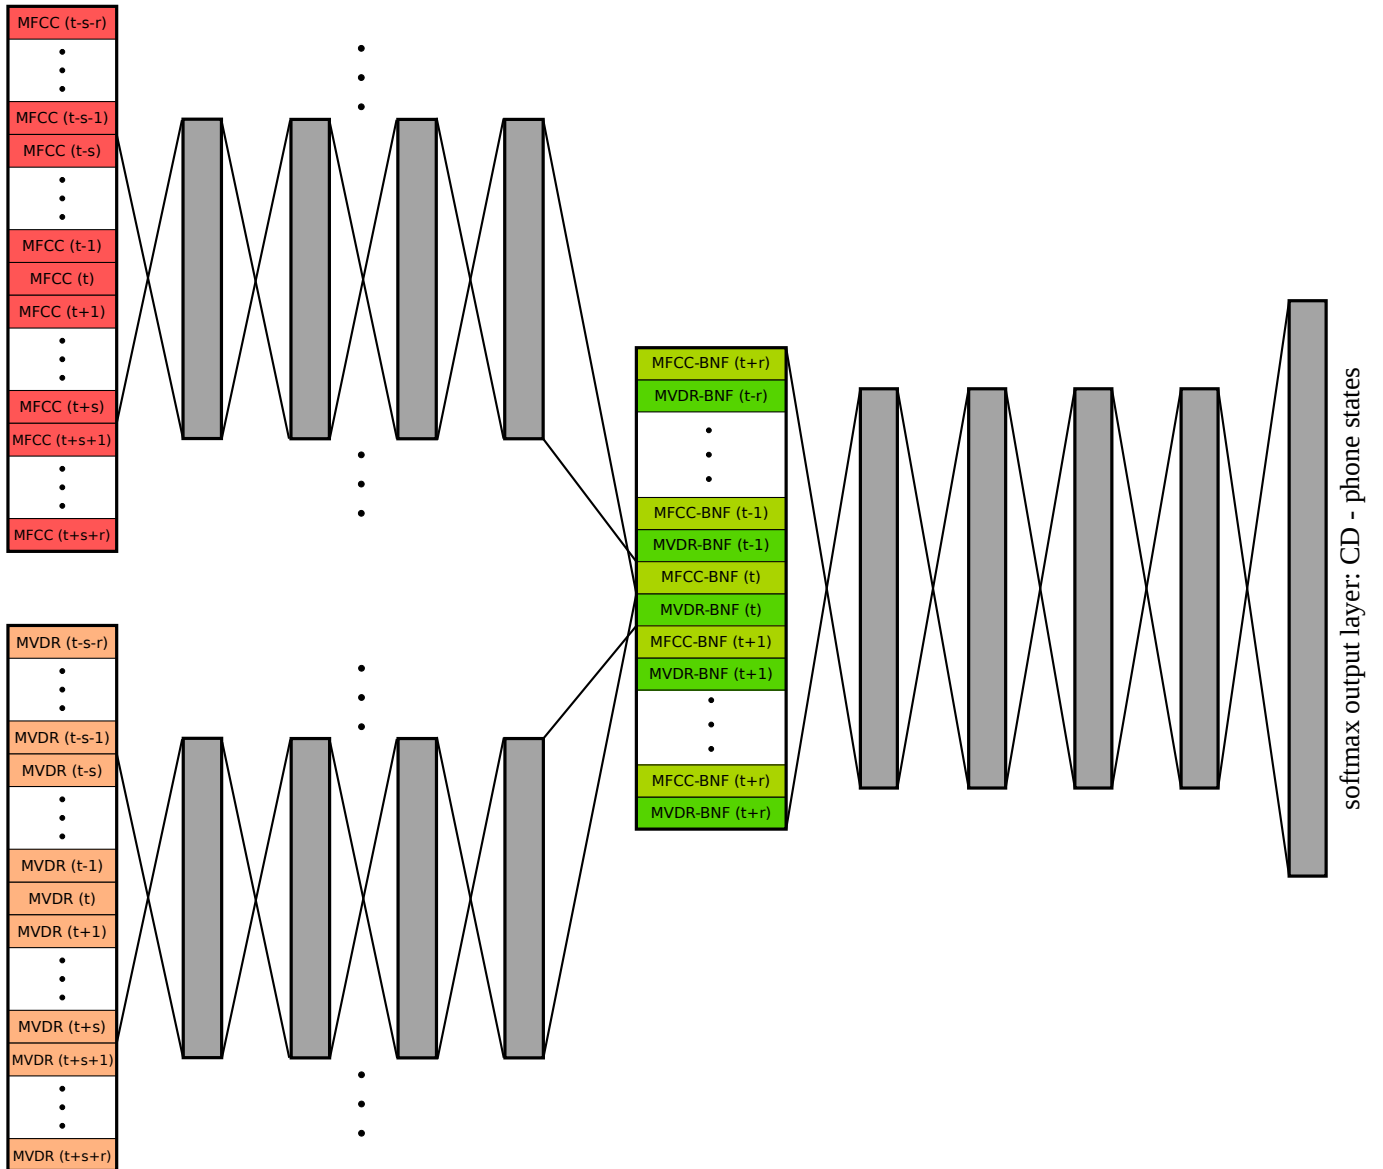 MFCC (t-s-r)
MFCC (t-s-1)
MFCC (t-s)
MFCC (t-1)
MFCC (t)
MFCC (t+1)
MFCC (t+s)
MFCC (t+s+1)
MFCC (t+s+r)
MVDR (t-s-r)
MVDR (t-s-1)
MVDR (t-s)
MVDR (t-1)
MVDR (t)
MVDR (t+1)
MVDR (t+s)
MVDR (t+s+1)
MVDR (t+s+r)
MFCC-BNF (t+r)
MVDR-BNF (t-r)
MFCC-BNF (t-1)
MVDR-BNF (t-1)
MFCC-BNF (t)
MVDR-BNF (t)
MFCC-BNF (t+1)
MVDR-BNF (t+1)
MFCC-BNF (t+r)
MVDR-BNF (t+r)
softmax output layer: CD - phone states